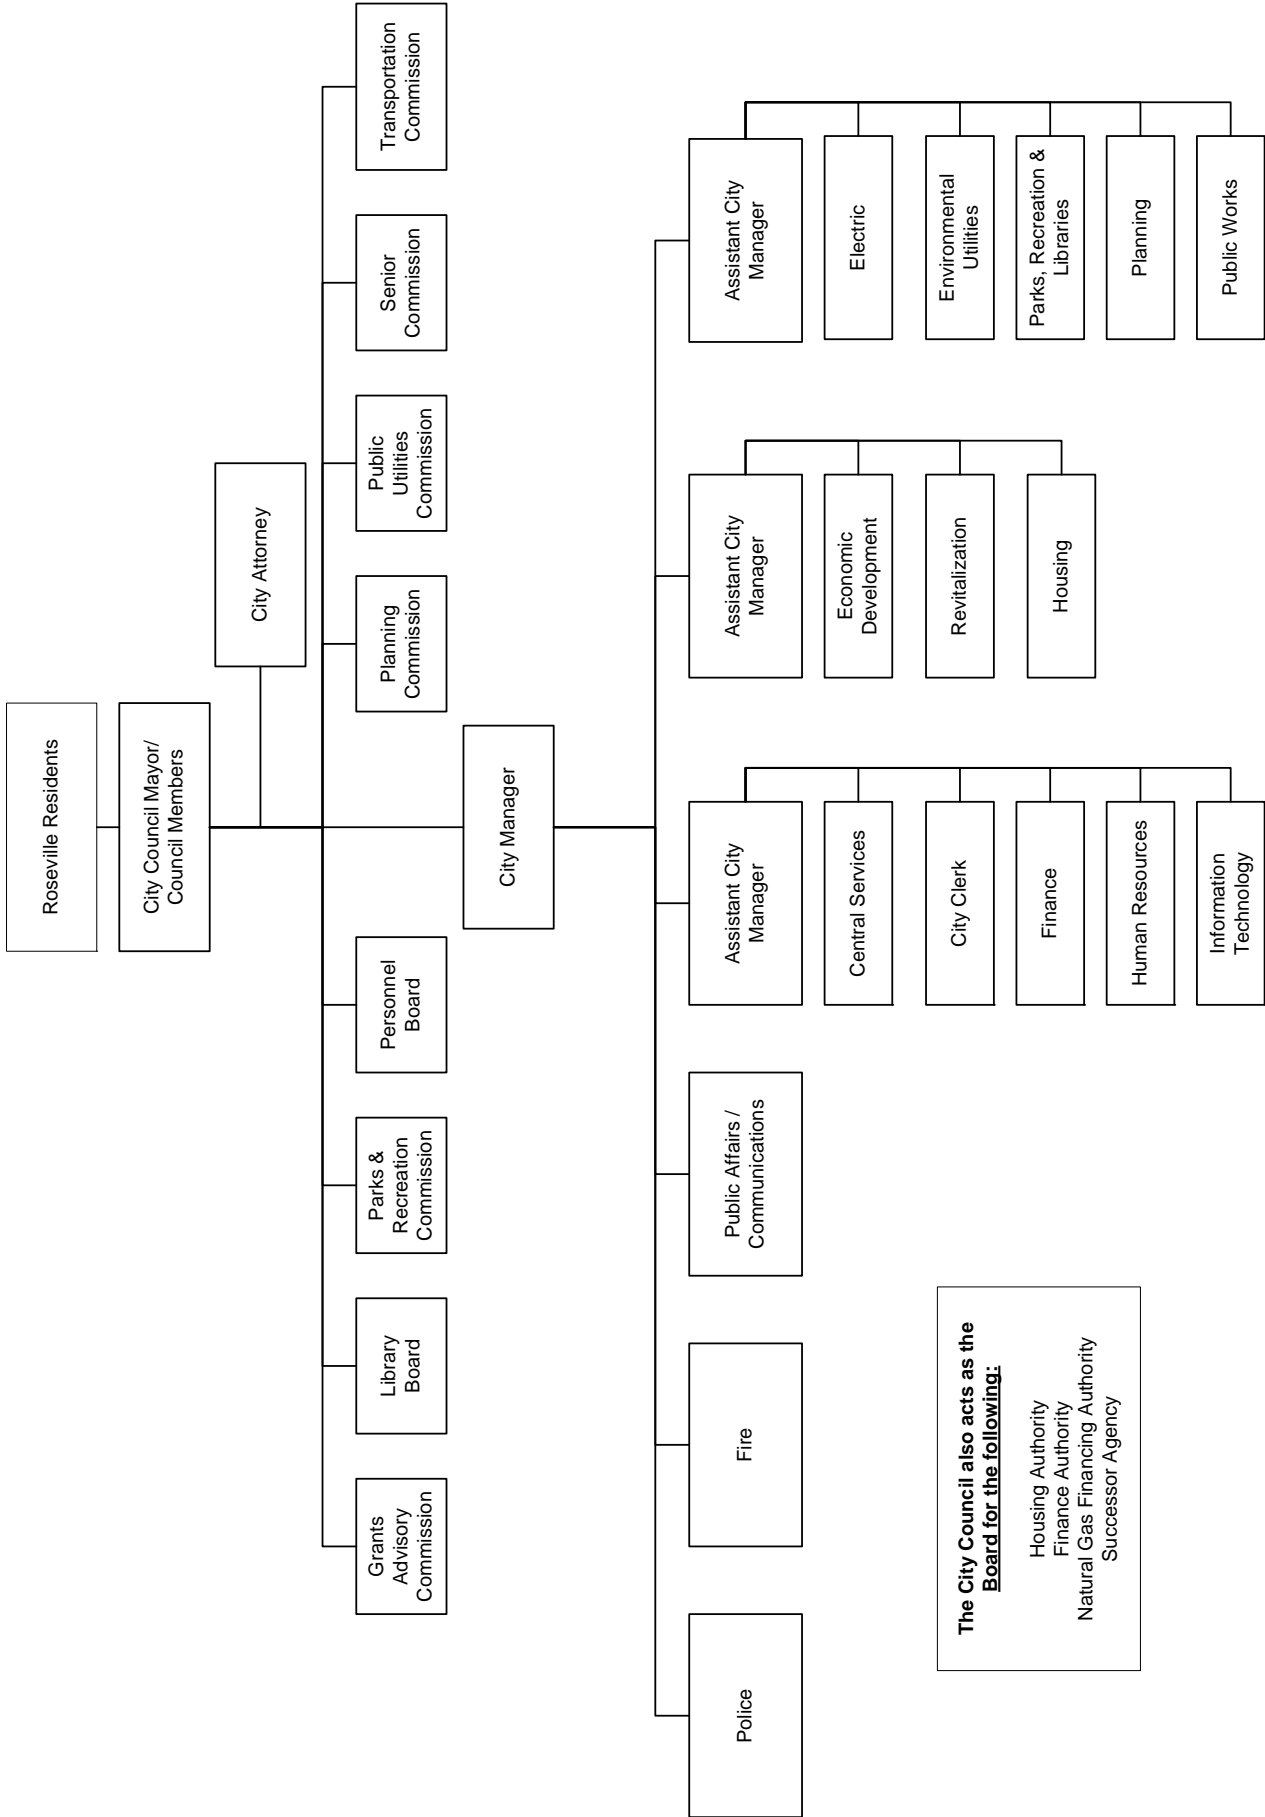 Roseville Residents
City Council Mayor/
Council Members
City Attorney
Grants
Advisory
Commission
Library
Board
Parks &
Recreation
Commission
Personnel
Board
Planning
Commission
Public
Utilities
Commission
Senior
Commission
Transportation
Commission
City Manager
Police
Fire
Public Affairs /
Communications
Assistant City
Manager
Central Services
City Clerk
Finance
Human Resources
Information
Technology
Assistant City
Manager
Economic
Development
Revitalization
Housing
Assistant City
Manager
Electric
Environmental
Utilities
Parks, Recreation &
Libraries
Planning
Public Works
The City Council also acts as the
Board for the following:
Housing Authority
Finance Authority
Natural Gas Financing Authority
Successor Agency